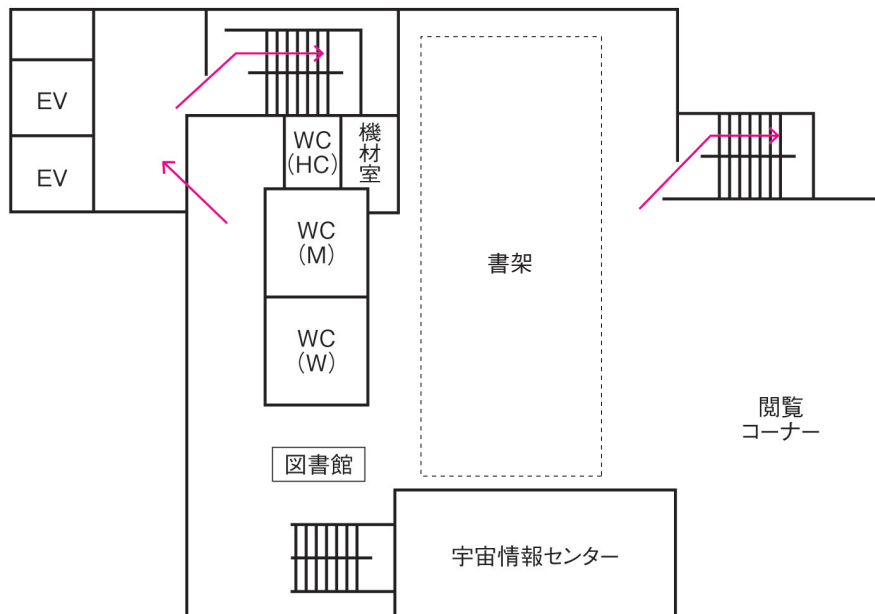 EV
EV
WC
(HC)
機
材
室
WC
(M)
書架
WC
(W)
閲覧
コーナー
図書館
宇宙情報センター